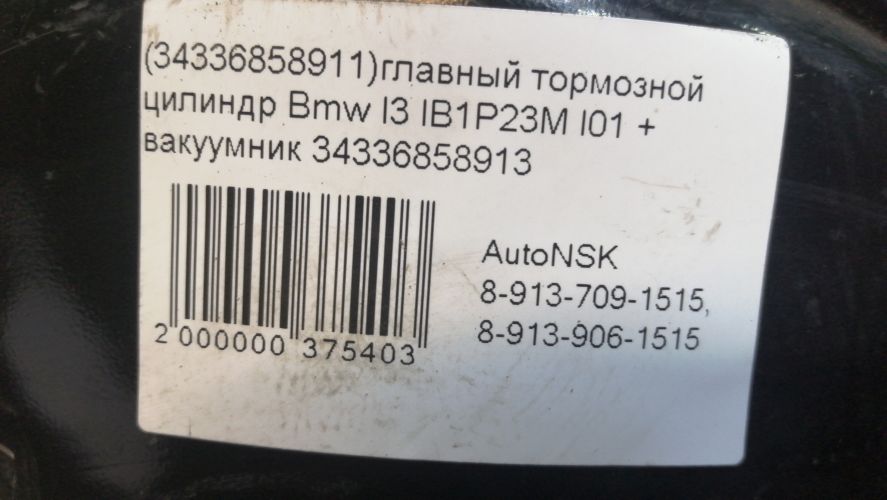 (34336858911)главный тормозной
цилиндр Bmw I3 IB1P23M I01 +
вакуумник 34336858913
AutoNSK
8-913-709-1515,
8-913-906-1515
2 000000 375403